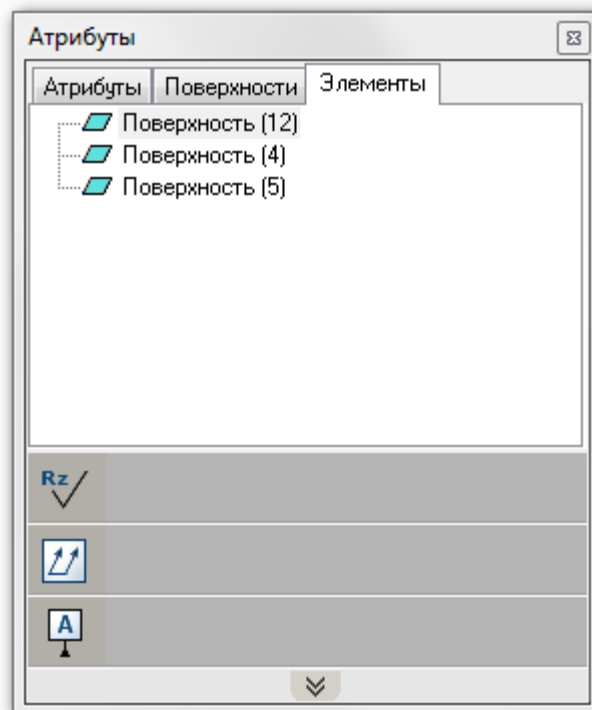 Атрибуты
Атрибуты Поверхности Элементы
Поверхность (12)
Поверхность (4)
Поверхность (5)
Rz
A